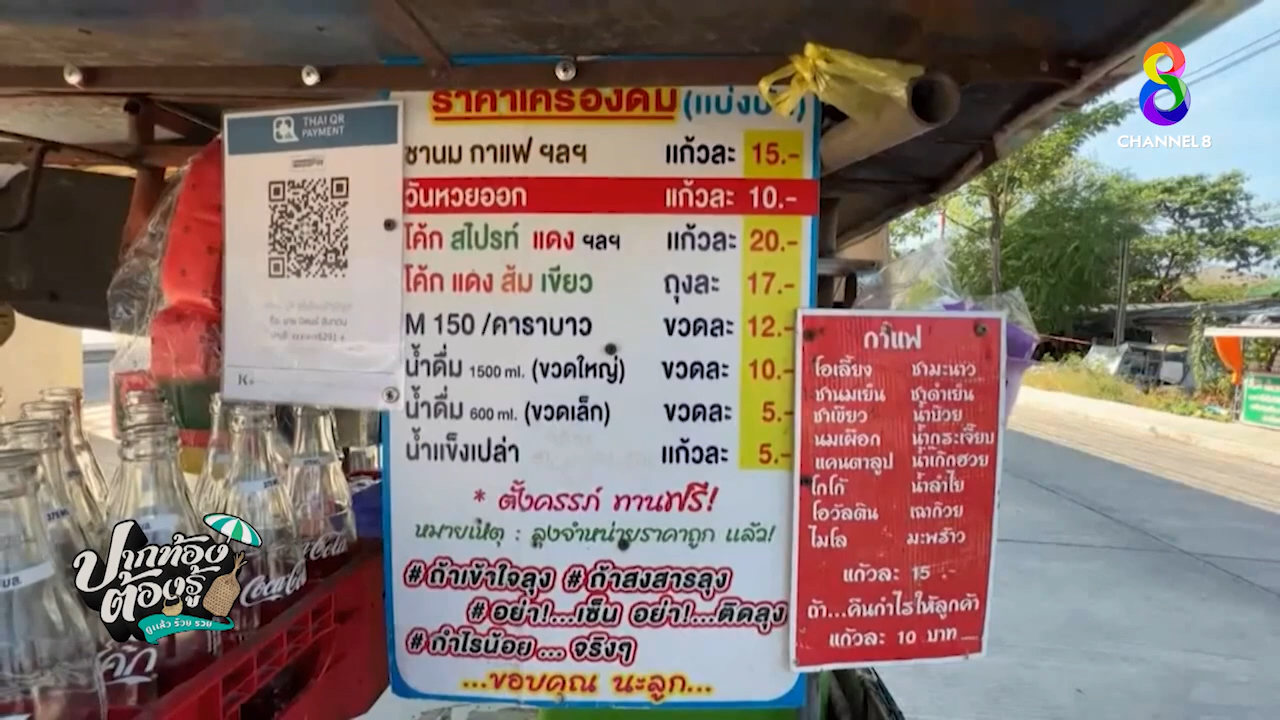 CHANNEL 8
THAI QR
PAYMENT
ราคาเครื่องดื่ม (แบ่งปัน)
ชานม กาแฟ ฯลฯ แก้วละ 15.-
วันหวยออก แก้วละ 10.-
โค้ก สไปรท์ แดง ฯลฯ แก้วละ 20.-
โค้ก แดง ส้ม เขียว ถุงละ 17.-
M 150 /คาราบาว ขวดละ 12.-
น้ำดื่ม 1500 ml. (ขวดใหญ่) ขวดละ 10.-
น้ำดื่ม 600 ml. (ขวดเล็ก) ขวดละ 5.-
น้ำแข็งเปล่า แก้วละ 5.-
* ตั้งครรภ์ ทานฟรี!
หมายเหตุ : ลุงจำหน่ายราคาถูก แล้ว!
# ถ้าเข้าใจลุง # ถ้าสงสารลุง
# อย่า!...เซ็น อย่า!...ติดลุง
# กำไรน้อย ... จริงๆ
...ขอบคุณ นะลูก...
กาแฟ
โอเลี้ยง ชามะนาว
ชานมเย็น ชาดำเย็น
ชาเขียว น้ำบ๊วย
นมเผือก น้ำกระเจี๊ยบ
แคนตาลูป น้ำเก๊กฮวย
โกโก้ น้ำลำไย
โอวัลติน เฉาก๊วย
ไมโล มะพร้าว
แก้วละ 15 .-
ถ้า...คืนกำไรให้ลูกค้า
แก้วละ 10 บาท
ปากท้อง
ต้องรู้
ดูแล้ว รวย รวย
Coca-Cola
Coca-Cola
โค้ก